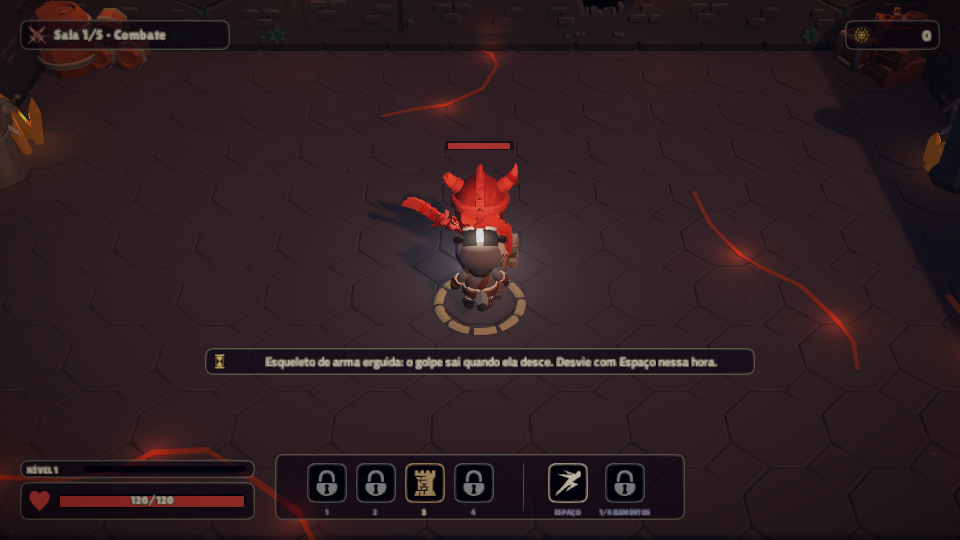 Sala 1/5 - Combate
0
Esqueleto de arma erguida: o golpe sai quando ela desce. Desvie com Espaço nessa hora.
NÍVEL 1
120/120
1
2
3
4
ESPAÇO
1/4 ELEMENTOS